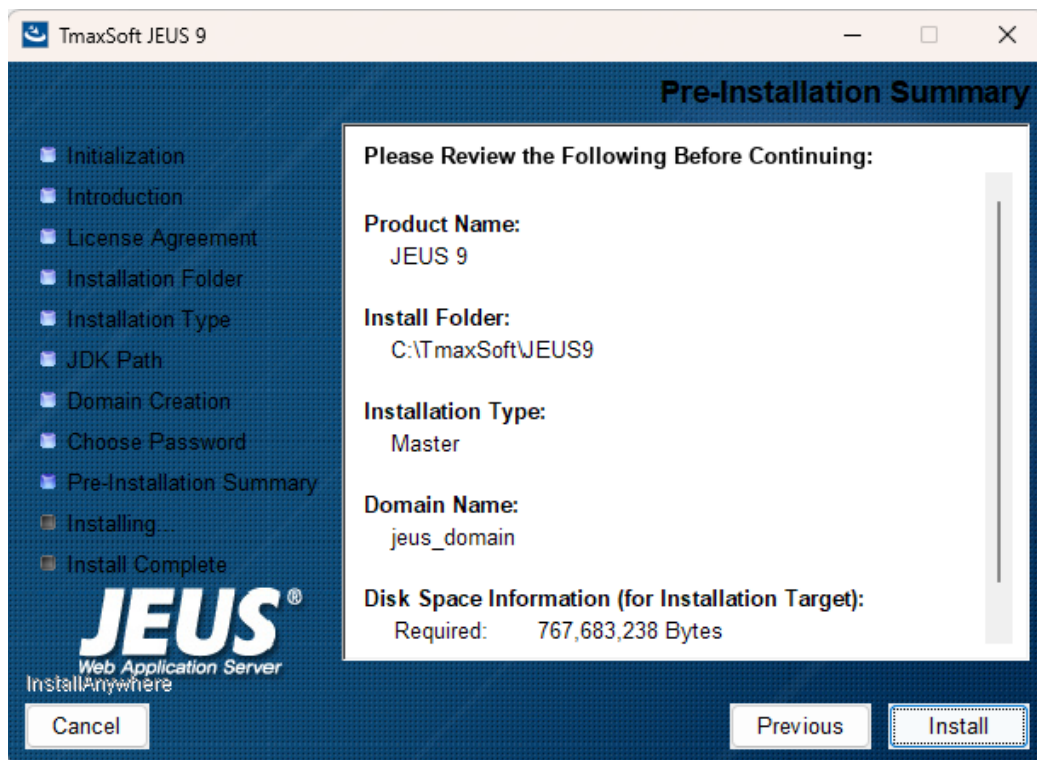 TmaxSoft JEUS 9
Pre-Installation Summary
Initialization
Introduction
License Agreement
Installation Folder
Installation Type
JDK Path
Domain Creation
Choose Password
Pre-Installation Summary
Installing...
Install Complete
JEUS®
Web Application Server
Please Review the Following Before Continuing:
Product Name:
JEUS 9
Install Folder:
C:\TmaxSoft\JEUS9
Installation Type:
Master
Domain Name:
jeus_domain
Disk Space Information (for Installation Target):
Required: 767,683,238 Bytes
InstallAnywhere
Cancel
Previous
Install